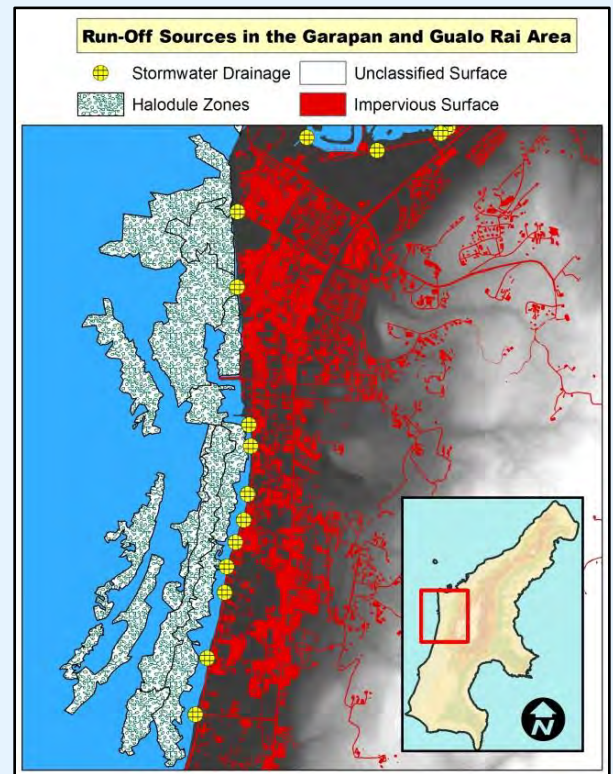 Run-Off Sources in the Garapan and Gualo Rai Area
Stormwater Drainage
Unclassified Surface
Halodule Zones
Impervious Surface
N